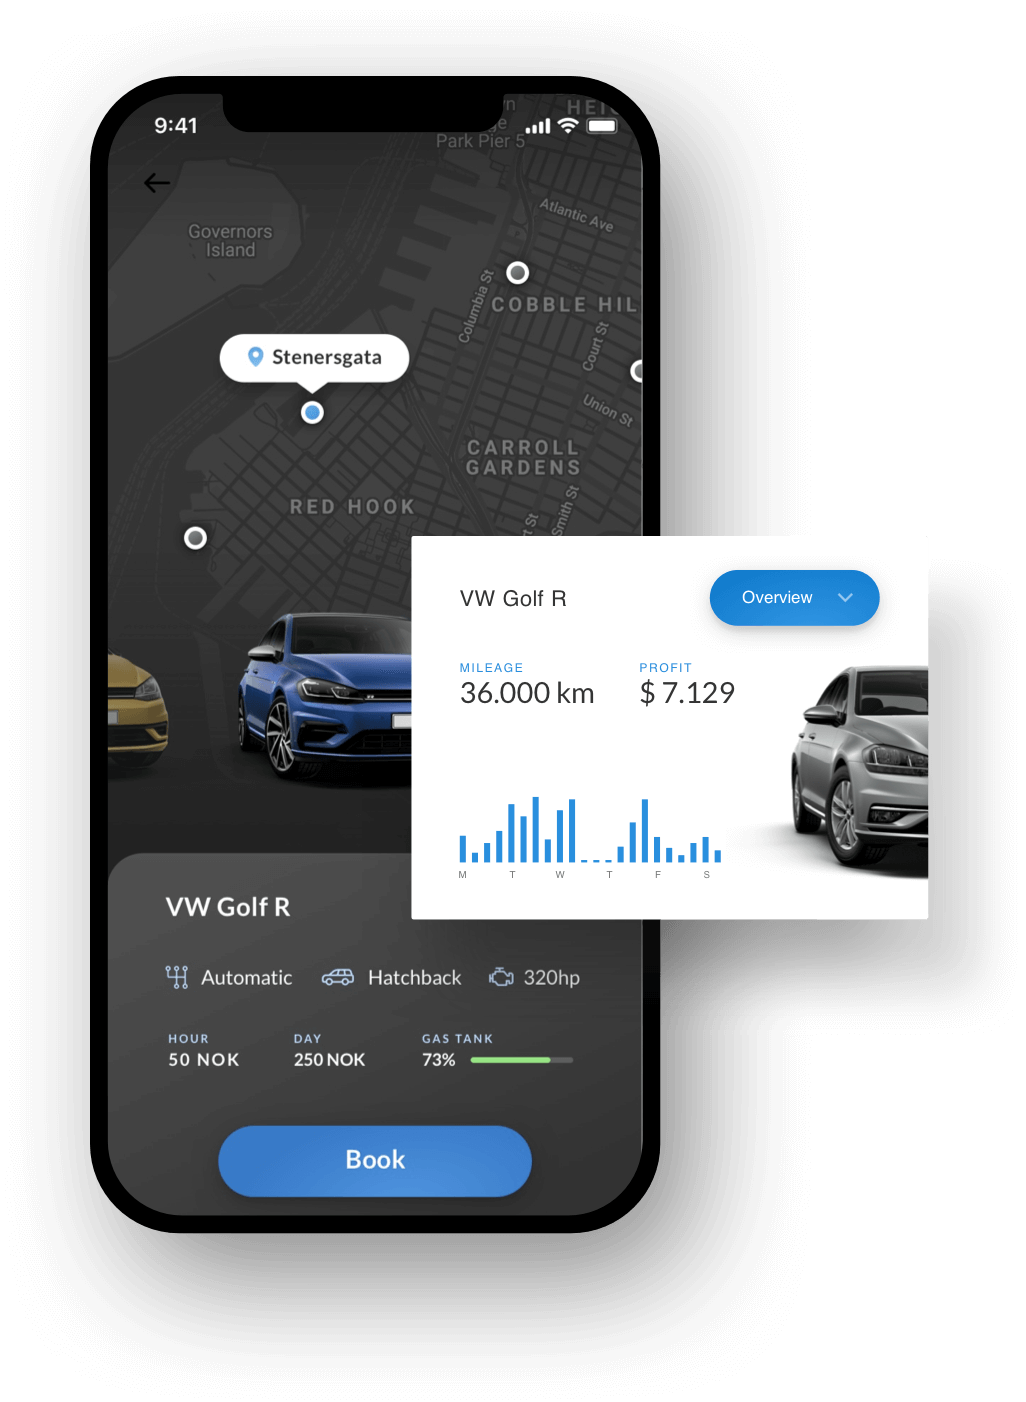 9:41
Park Pier 5
Atlantic Ave
Governors
Island
Columbia St
COBBLE HIL
Court St
Stenersgata
Union St
CARROLL
GARDENS
RED HOOK
Smith St
VW Golf R
Overview
MILEAGE
PROFIT
36.000 km
$ 7.129
M T W T F S
VW Golf R
Automatic
Hatchback
320hp
HOUR
DAY
GAS TANK
50 NOK
250 NOK
73%
Book